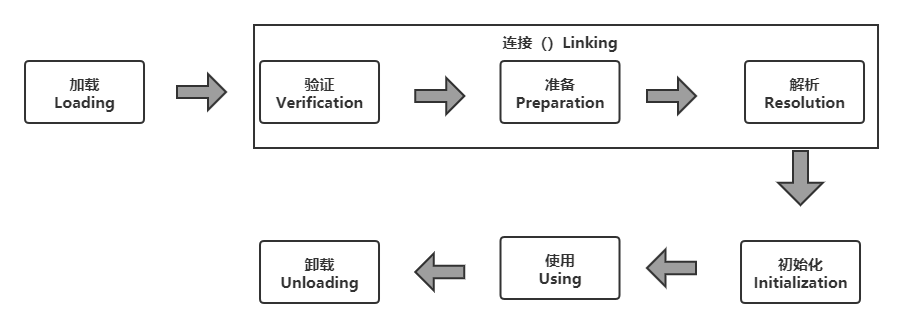 连接（）Linking
加载
Loading
验证
Verification
准备
Preparation
解析
Resolution
初始化
Initialization
使用
Using
卸载
Unloading